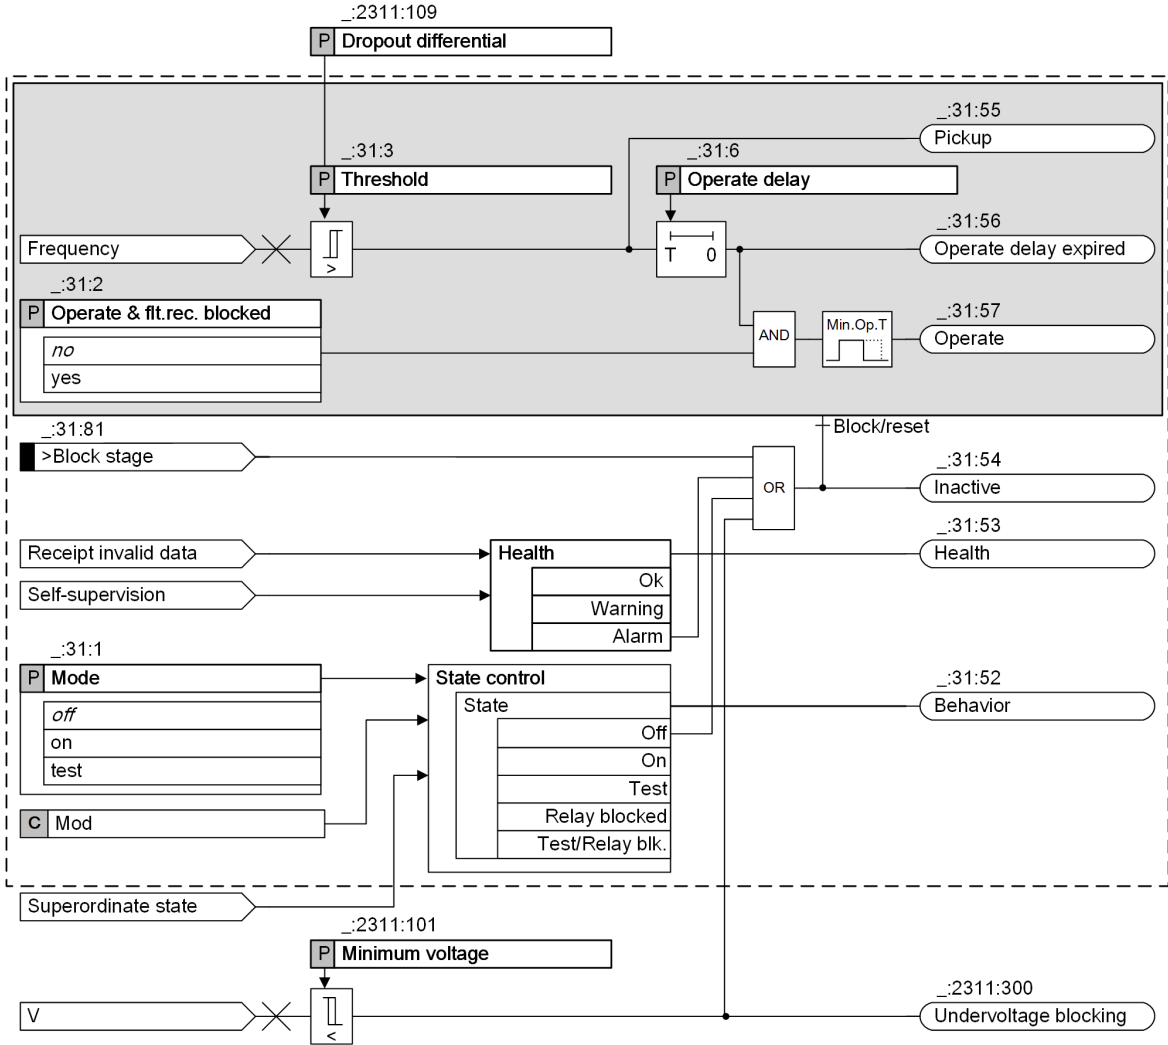 _:2311:109
P Dropout differential
_:31:55
Pickup
_:31:3
P Threshold
_:31:6
P Operate delay
_:31:56
Frequency
>
T 0
Operate delay expired
_:31:2
P Operate & flt.rec. blocked
no
yes
_:31:57
AND
Min.Op.T
Operate
Block/reset
_:31:81
>Block stage
_:31:54
OR
Inactive
_:31:53
Receipt invalid data
Health
Health
Self-supervision
Ok
Warning
Alarm
_:31:1
P Mode
off
on
test
State control
State
Off
On
Test
Relay blocked
Test/Relay blk.
_:31:52
Behavior
C Mod
Superordinate state
_:2311:101
P Minimum voltage
V
<
_:2311:300
Undervoltage blocking